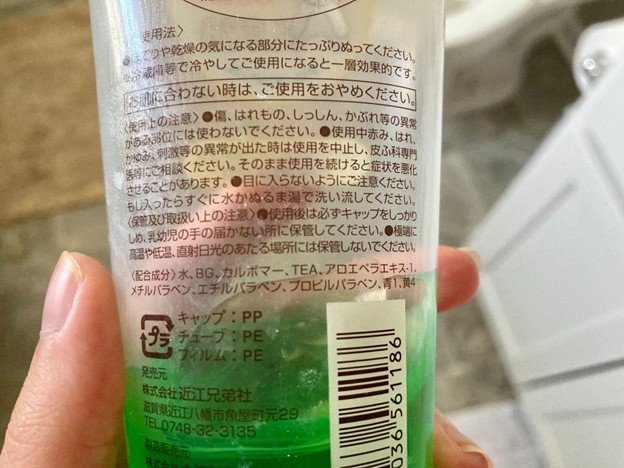 使用法〉
●ほてりや乾燥の気になる部分にたっぷりぬってください。
●冷蔵庫等で冷やしてご使用になると一層効果的です。
お肌に合わない時は、ご使用をおやめください。
〈使用上の注意〉●傷、はれもの、しっしん、かぶれ等の異常
がある部位には使わないでください。●使用中赤み、はれ、
かゆみ、刺激等の異常が出た時は使用を中止し、皮ふ科専門
医等にご相談ください。そのまま使用を続けると症状を悪化
させることがあります。●目に入らないようにご注意ください。
もし入ったらすぐに水かぬるま湯で洗い流してください。
〈保管及び取扱い上の注意〉●使用後は必ずキャップをしっかり
しめ、乳幼児の手の届かない所に保管してください。●極端に
高温や低温、直射日光のあたる場所には保管しないでください。
〈配合成分〉水、BG、カルボマー、TEA、アロエベラエキス-1、
メチルパラベン、エチルパラベン、プロピルパラベン、青1、黄4
プラ
キャップ：PP
チューブ：PE
フィルム：PE
発売元
株式会社 近江兄弟社
滋賀県近江八幡市魚屋町元29
TEL0748-32-3135
製造販売元
株式会社
036"561186